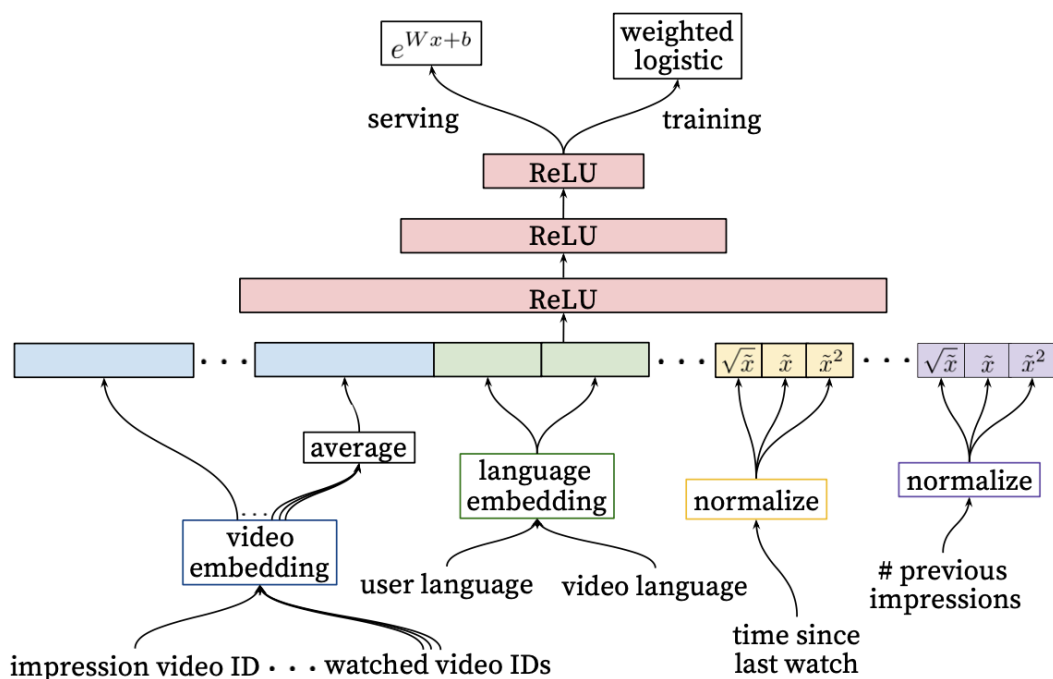 e^{Wx+b}
weighted
logistic
serving
training
ReLU
ReLU
ReLU
. . .
. . .
√x̃ x̃ x̃²
. . .
√x̃ x̃ x̃²
average
language
embedding
normalize
normalize
. . .
video
embedding
user language
video language
# previous
impressions
time since
last watch
impression video ID . . . watched video IDs